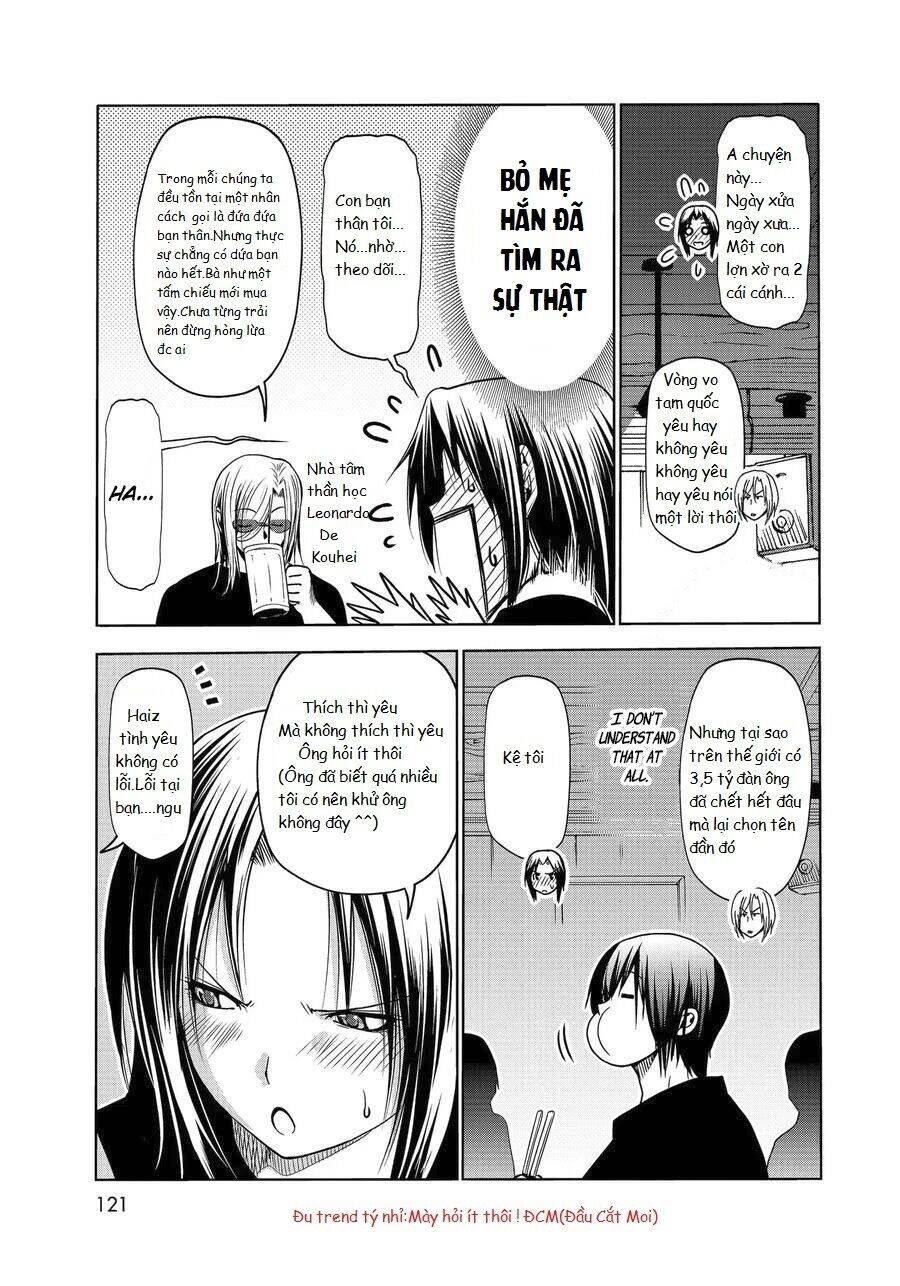 A chuyện
này...
Ngày xửa
ngày xưa...
Một con
lợn xờ ra 2
cái cánh...
Vòng vo
tam quốc
yêu hay
không yêu
không yêu
hay yêu nói
một lời thôi
BỎ MẸ
HẮN ĐÃ
TÌM RA
SỰ THẬT
Con bạn
thân tôi...
Nó...nhờ...
theo dõi...
Trong mỗi chúng ta
đều tồn tại một nhân
cách gọi là đứa đứa
bạn thân.Nhưng thực
sự chẳng có dứa bạn
nào hết.Bà như một
tấm chiếu mới mua
vậy.Chưa từng trải
nên đừng hòng lừa
đc ai
HA...
Nhà tâm
thần học
Leonardo
De
Kouhei
Nhưng tại sao
trên thế giới có
3,5 tỷ đàn ông
đã chết hết đâu
mà lại chọn tên
đần đó
I DON'T
UNDERSTAND
THAT AT
ALL.
Kệ tôi
Thích thì yêu
Mà không thích thì yêu
Ông hỏi ít thôi
(Ông đã biết quá nhiều
tôi có nên khử ông
không đây ^^)
Haiz
tình yêu
không có
lỗi.Lỗi tại
bạn....ngu
121
Đu trend tý nhỉ:Mày hỏi ít thôi ! ĐCM(Đầu Cắt Moi)